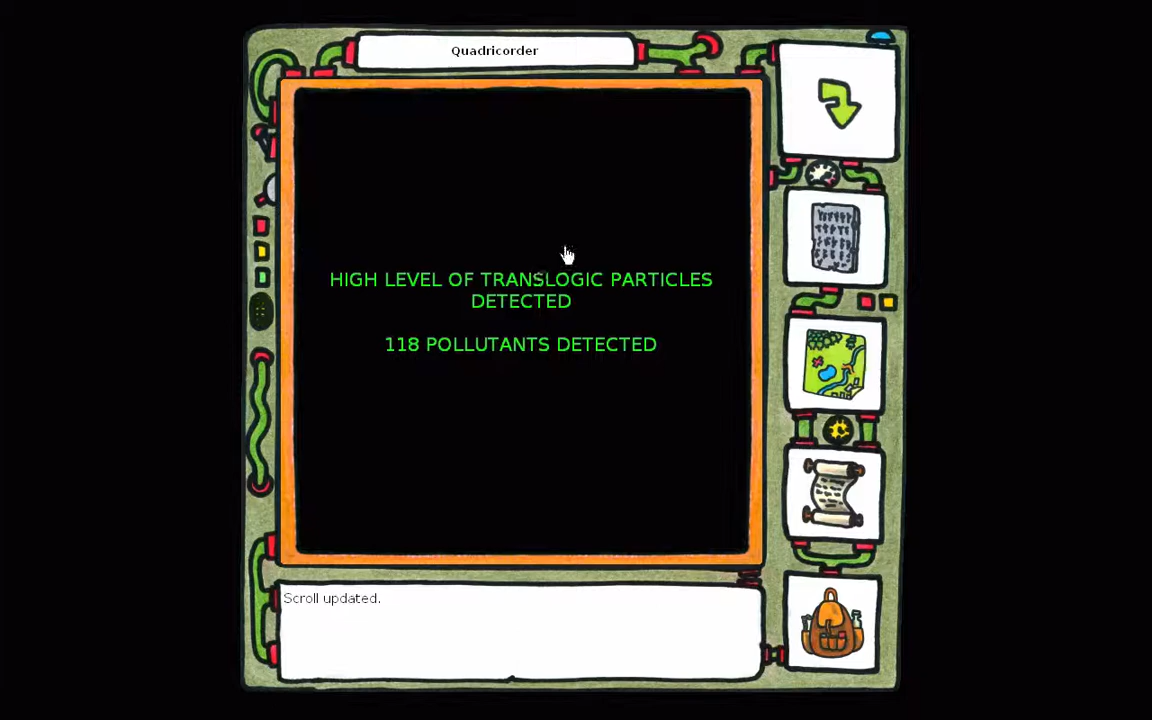 Quadricorder
HIGH LEVEL OF TRANSLOGIC PARTICLES
DETECTED
118 POLLUTANTS DETECTED
Scroll updated.